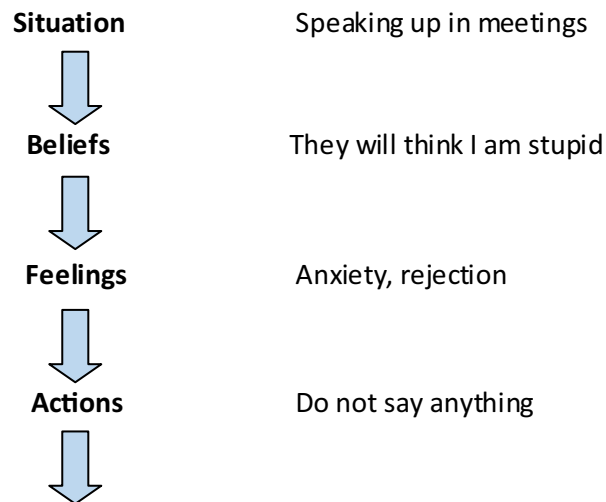 Situation Speaking up in meetings
Beliefs They will think I am stupid
Feelings Anxiety, rejection
Actions Do not say anything